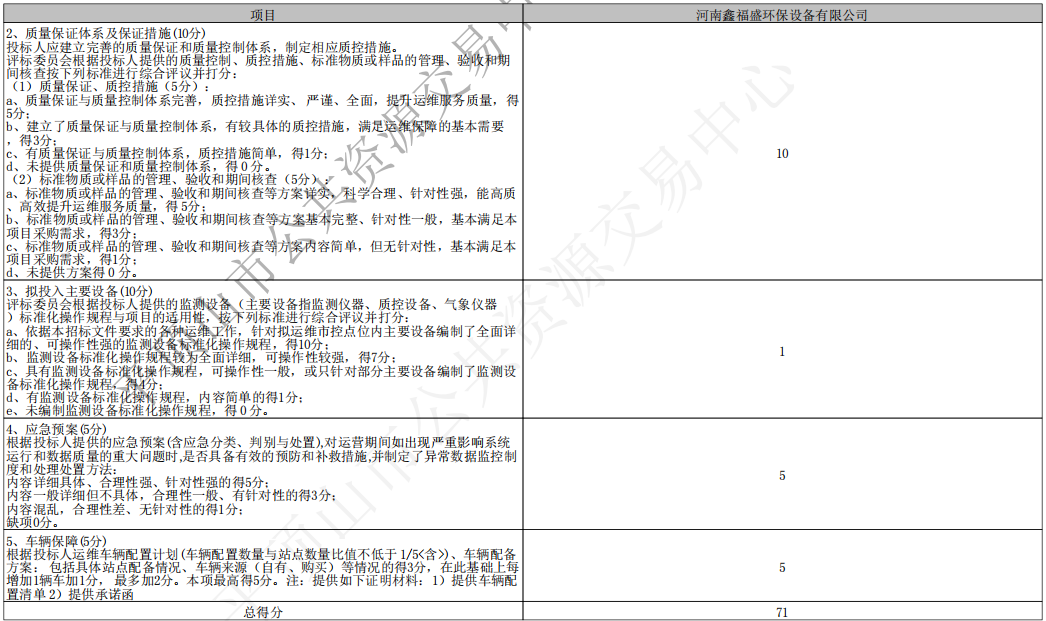 项目
河南鑫福盛环保设备有限公司
2、质量保证体系及保证措施(10分)
投标人应建立完善的质量保证和质量控制体系，制定相应质控措施。
评标委员会根据投标人提供的质量控制、质控措施、标准物质或样品的管理、验收和期
间核查按下列标准进行综合评议并打分：
（1）质量保证、质控措施（5分）：
a、质量保证与质量控制体系完善，质控措施详实、 严谨、全面，提升运维服务质量，得
5分；
b、建立了质量保证与质量控制体系，有较具体的质控措施，满足运维保障的基本需要
，得3分；
c、有质量保证与质量控制体系，质控措施简单，得1分；
d、未提供质量保证和质量控制体系，得 0 分。
（2）标准物质或样品的管理、验收和期间核查（5分）：
a、标准物质或样品的管理、验收和期间核查等方案详实，科学合理、针对性强，能高质
、高效提升运维服务质量，得 5分；
b、标准物质或样品的管理、验收和期间核查等方案基本完整、针对性一般，基本满足本
项目采购需求，得3分；
c、标准物质或样品的管理、验收和期间核查等方案内容简单，但无针对性，基本满足本
项目采购需求，得1分；
d、未提供方案得 0 分。
10
3、拟投入主要设备(10分)
评标委员会根据投标人提供的监测设备（主要设备指监测仪器、质控设备、气象仪器
）标准化操作规程与项目的适用性，按下列标准进行综合评议并打分：
a、依据本招标文件要求的各种运维工作，针对拟运维市控点位内主要设备编制了全面详
细的、可操作性强的监测设备标准化操作规程，得10分；
b、监测设备标准化操作规程较为全面详细，可操作性较强，得7分；
c、具有监测设备标准化操作规程，可操作性一般，或只针对部分主要设备编制了监测设
备标准化操作规程，得4分；
d、有监测设备标准化操作规程，内容简单的得1分；
e、未编制监测设备标准化操作规程，得 0 分。
1
4、应急预案(5分)
根据投标人提供的应急预案(含应急分类、判别与处置),对运营期间如出现严重影响系统
运行和数据质量的重大问题时,是否具备有效的预防和补救措施,并制定了异常数据监控制
度和处理处置方法：
内容详细具体、合理性强、针对性强的得5分；
内容一般详细但不具体，合理性一般、有针对性的得3分；
内容混乱，合理性差、无针对性的得1分；
缺项0分。
5
5、车辆保障(5分)
根据投标人运维车辆配置计划(车辆配置数量与站点数量比值不低于1/5<含>)、车辆配备
方案： 包括具体站点配备情况、车辆来源（自有、购买）等情况的得3分，在此基础上每
增加1辆车加1分， 最多加2分。本项最高得5分。注：提供如下证明材料：1）提供车辆配
置清单 2）提供承诺函
5
总得分
71
平顶山市公共资源交易中心
平顶山市公共资源交易中心